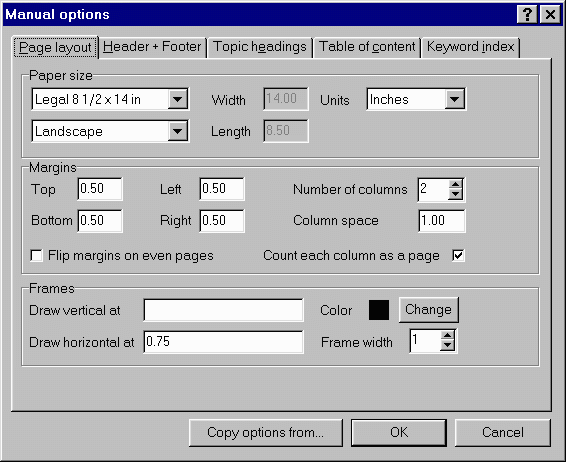 Manual options
Page layout Header + Footer Topic headings Table of content Keyword index
Paper size
Legal 8 1/2 x 14 in Width 14.00 Units Inches
Landscape Length 8.50
Margins
Top 0.50 Left 0.50 Number of columns 2
Bottom 0.50 Right 0.50 Column space 1.00
Flip margins on even pages Count each column as a page
Frames
Draw vertical at Color Change
Draw horizontal at 0.75 Frame width 1
Copy options from... OK Cancel